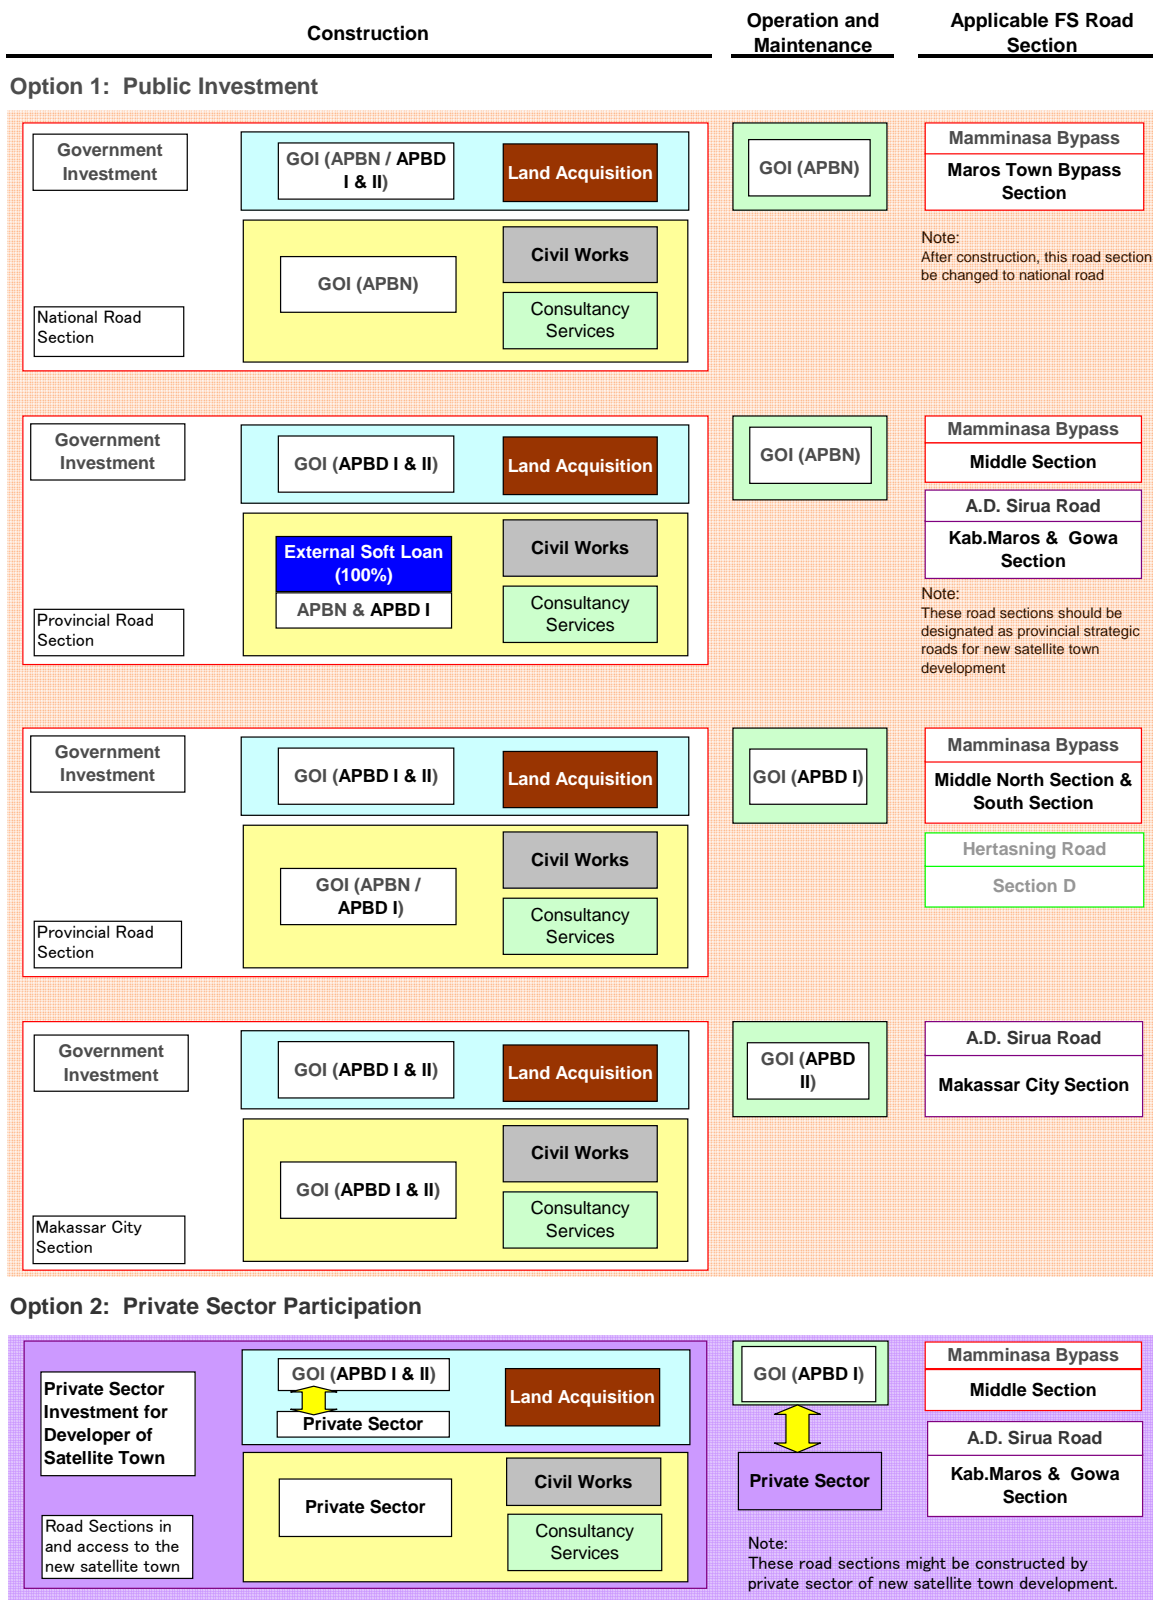 Construction
Operation and
Maintenance
Applicable FS Road
Section
Option 1:  Public Investment
Government
Investment
GOI (APBN / APBD
I & II)
Land Acquisition
GOI (APBN)
Civil Works
Consultancy
Services
National Road
Section
GOI (APBN)
Mamminasa Bypass
Maros Town Bypass
Section
Note:
After construction, this road section
be changed to national road
Government
Investment
GOI (APBD I & II)
Land Acquisition
External Soft Loan
(100%)
APBN & APBD I
Civil Works
Consultancy
Services
Provincial Road
Section
GOI (APBN)
Mamminasa Bypass
Middle Section
A.D. Sirua Road
Kab.Maros &  Gowa
Section
Note:
These road sections should be
designated as provincial strategic
roads for new satellite town
development
Government
Investment
GOI (APBD I & II)
Land Acquisition
GOI (APBN /
APBD I)
Civil Works
Consultancy
Services
Provincial Road
Section
GOI (APBD I)
Mamminasa Bypass
Middle North Section &
South Section
Hertasning Road
Section D
Government
Investment
GOI (APBD I & II)
Land Acquisition
GOI (APBD I & II)
Civil Works
Consultancy
Services
Makassar City
Section
GOI (APBD
II)
A.D. Sirua Road
Makassar City Section
Option 2:  Private Sector Participation
Private Sector
Investment for
Developer of
Satellite Town
GOI (APBD I & II)
Private Sector
Land Acquisition
Private Sector
Civil Works
Consultancy
Services
Road Sections in
and access to the
new satellite town
GOI (APBD I)
Private Sector
Mamminasa Bypass
Middle Section
A.D. Sirua Road
Kab.Maros &  Gowa
Section
Note:
These road sections might be constructed by
private sector of new satellite town development.